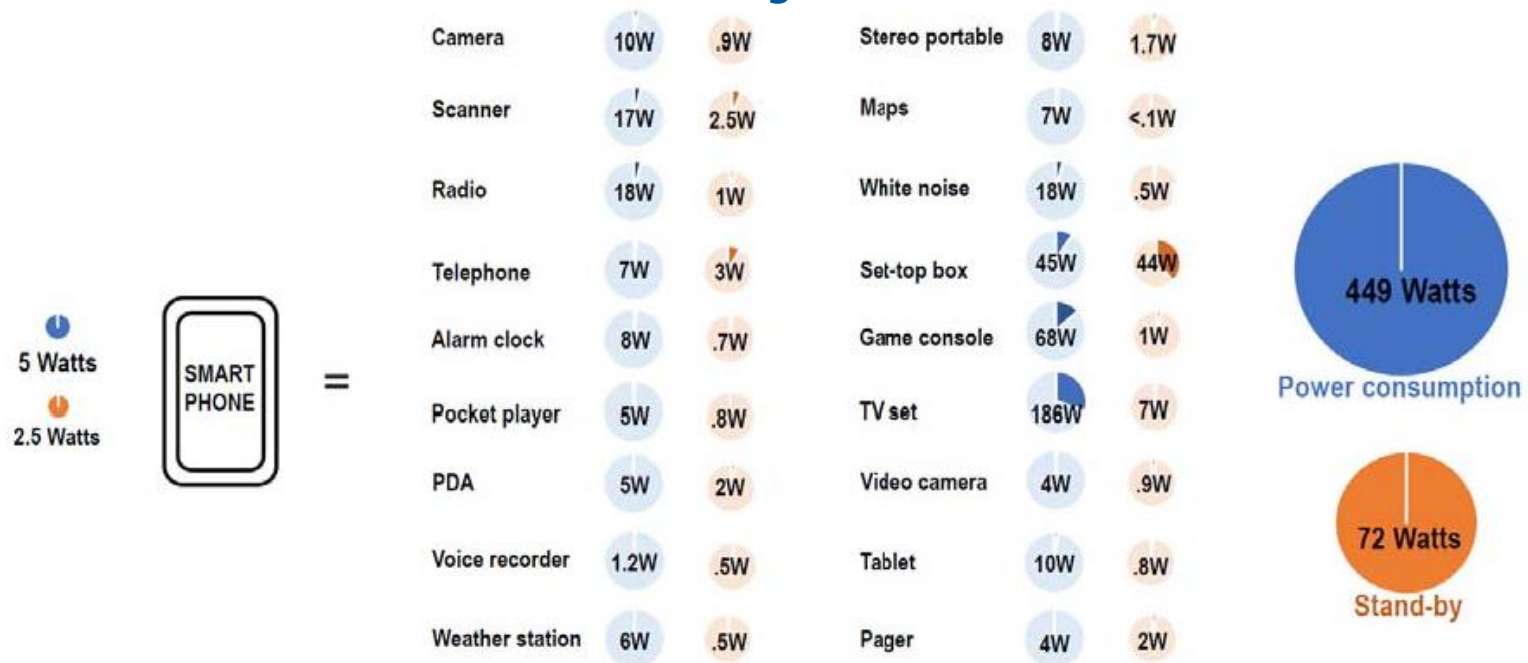 5 Watts
2.5 Watts
SMART
PHONE
=
Camera 10W .9W
Scanner 17W 2.5W
Radio 18W 1W
Telephone 7W 3W
Alarm clock 8W .7W
Pocket player 5W .8W
PDA 5W 2W
Voice recorder 1.2W .5W
Weather station 6W .5W
Stereo portable 8W 1.7W
Maps 7W <.1W
White noise 18W .5W
Set-top box 45W 44W
Game console 68W 1W
TV set 186W 7W
Video camera 4W .9W
Tablet 10W .8W
Pager 4W 2W
449 Watts
Power consumption
72 Watts
Stand-by